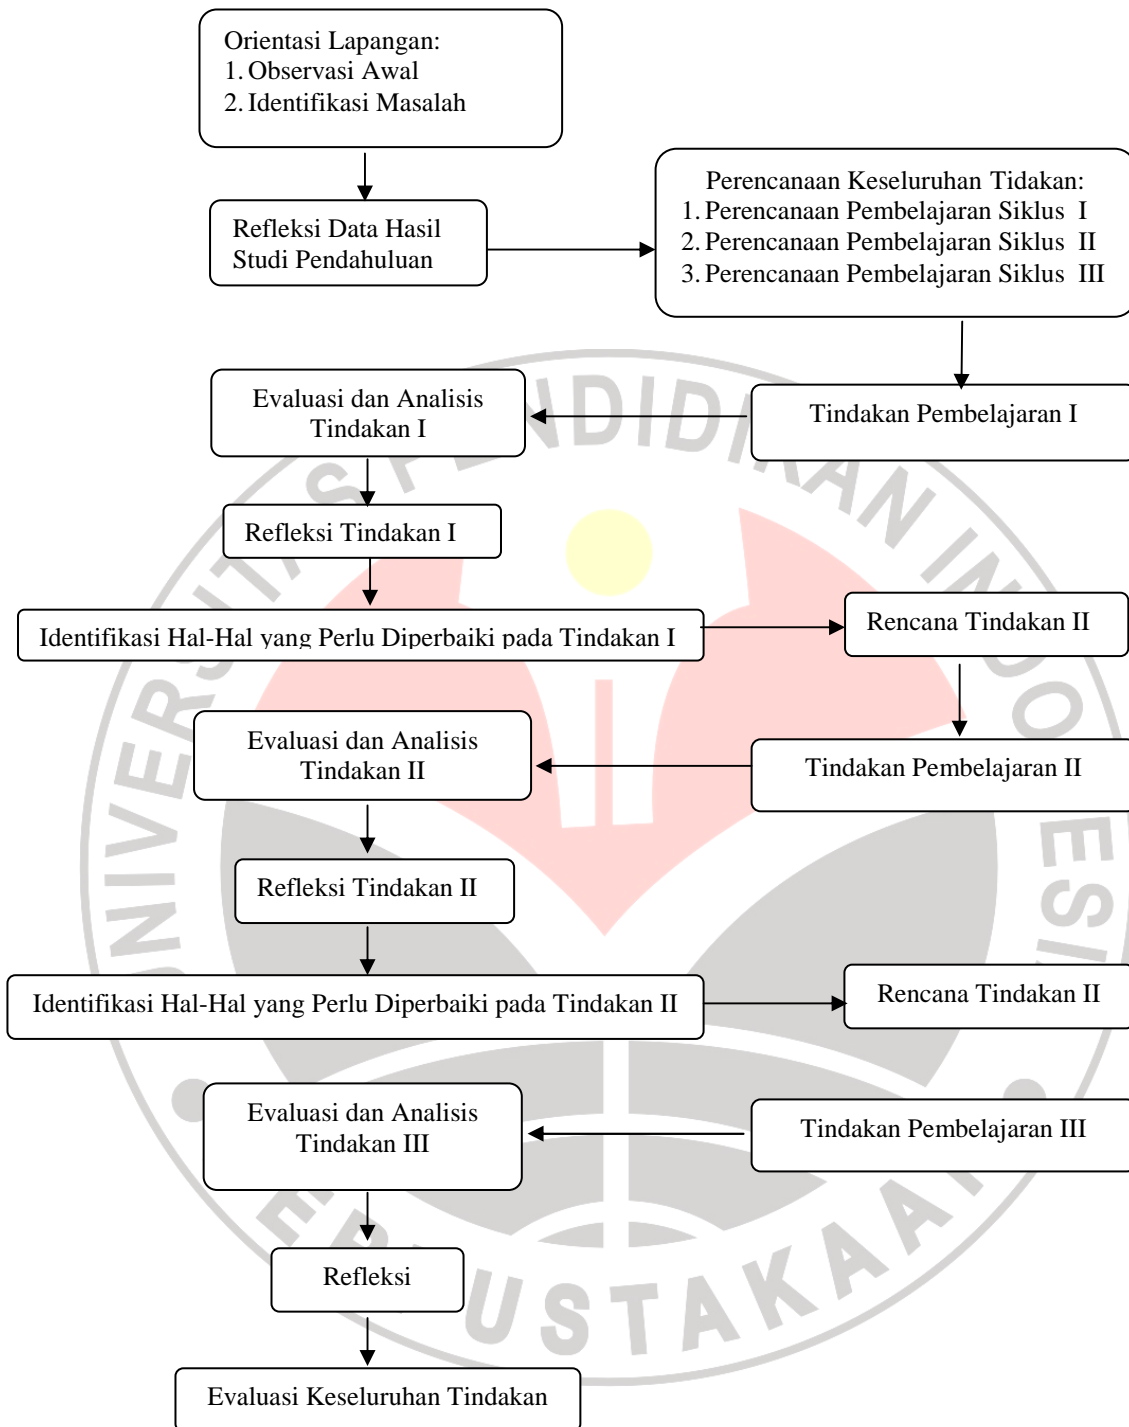 Orientasi Lapangan:
1. Observasi Awal
2. Identifikasi Masalah
Refleksi Data Hasil
Studi Pendahuluan
Perencanaan Keseluruhan Tidakan:
1. Perencanaan Pembelajaran Siklus I
2. Perencanaan Pembelajaran Siklus II
3. Perencanaan Pembelajaran Siklus III
Tindakan Pembelajaran I
Evaluasi dan Analisis
Tindakan I
Refleksi Tindakan I
Identifikasi Hal-Hal yang Perlu Diperbaiki pada Tindakan I
Rencana Tindakan II
Tindakan Pembelajaran II
Evaluasi dan Analisis
Tindakan II
Refleksi Tindakan II
Identifikasi Hal-Hal yang Perlu Diperbaiki pada Tindakan II
Rencana Tindakan II
Tindakan Pembelajaran III
Evaluasi dan Analisis
Tindakan III
Refleksi
Evaluasi Keseluruhan Tindakan
UNIVERSITAS PENDIDIKAN INDONESIA
PERPUSTAKAAN